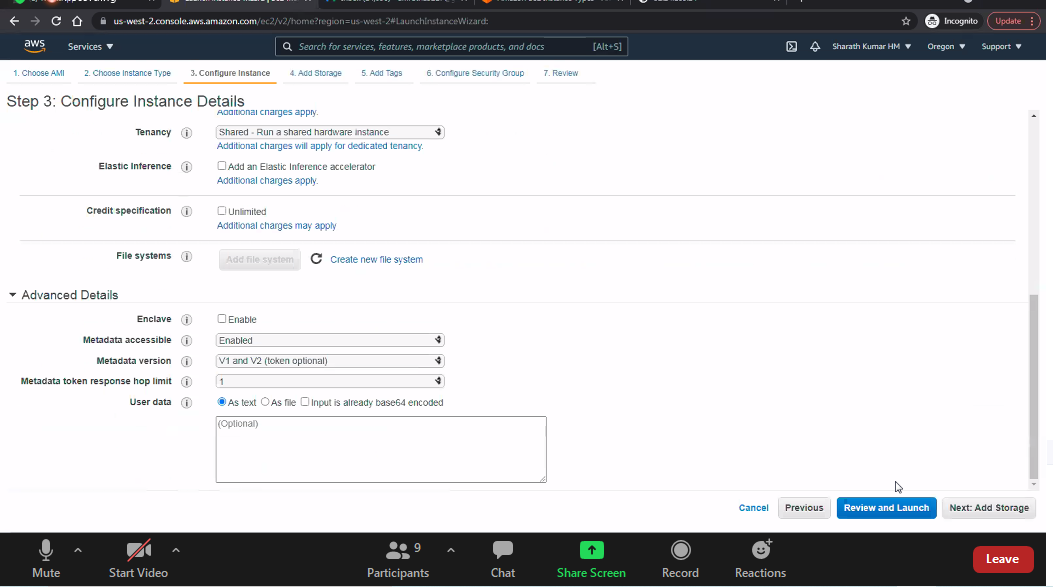 us-west-2.console.aws.amazon.com/ec2/v2/home?region=us-west-2#LaunchInstanceWizard:
Incognito
Update
aws
Services
Search for services, features, marketplace products, and docs
[Alt+S]
Sharath Kumar HM
Oregon
Support
1. Choose AMI
2. Choose Instance Type
3. Configure Instance
4. Add Storage
5. Add Tags
6. Configure Security Group
7. Review
Step 3: Configure Instance Details
Additional charges apply.
Tenancy
Shared - Run a shared hardware instance
Additional charges will apply for dedicated tenancy.
Elastic Inference
Add an Elastic Inference accelerator
Additional charges apply.
Credit specification
Unlimited
Additional charges may apply
File systems
Add file system
Create new file system
Advanced Details
Enclave
Enable
Metadata accessible
Enabled
Metadata version
V1 and V2 (token optional)
Metadata token response hop limit
1
User data
As text
As file
Input is already base64 encoded
(Optional)
Cancel
Previous
Review and Launch
Next: Add Storage
9
Mute
Start Video
Participants
Chat
Share Screen
Record
Reactions
Leave